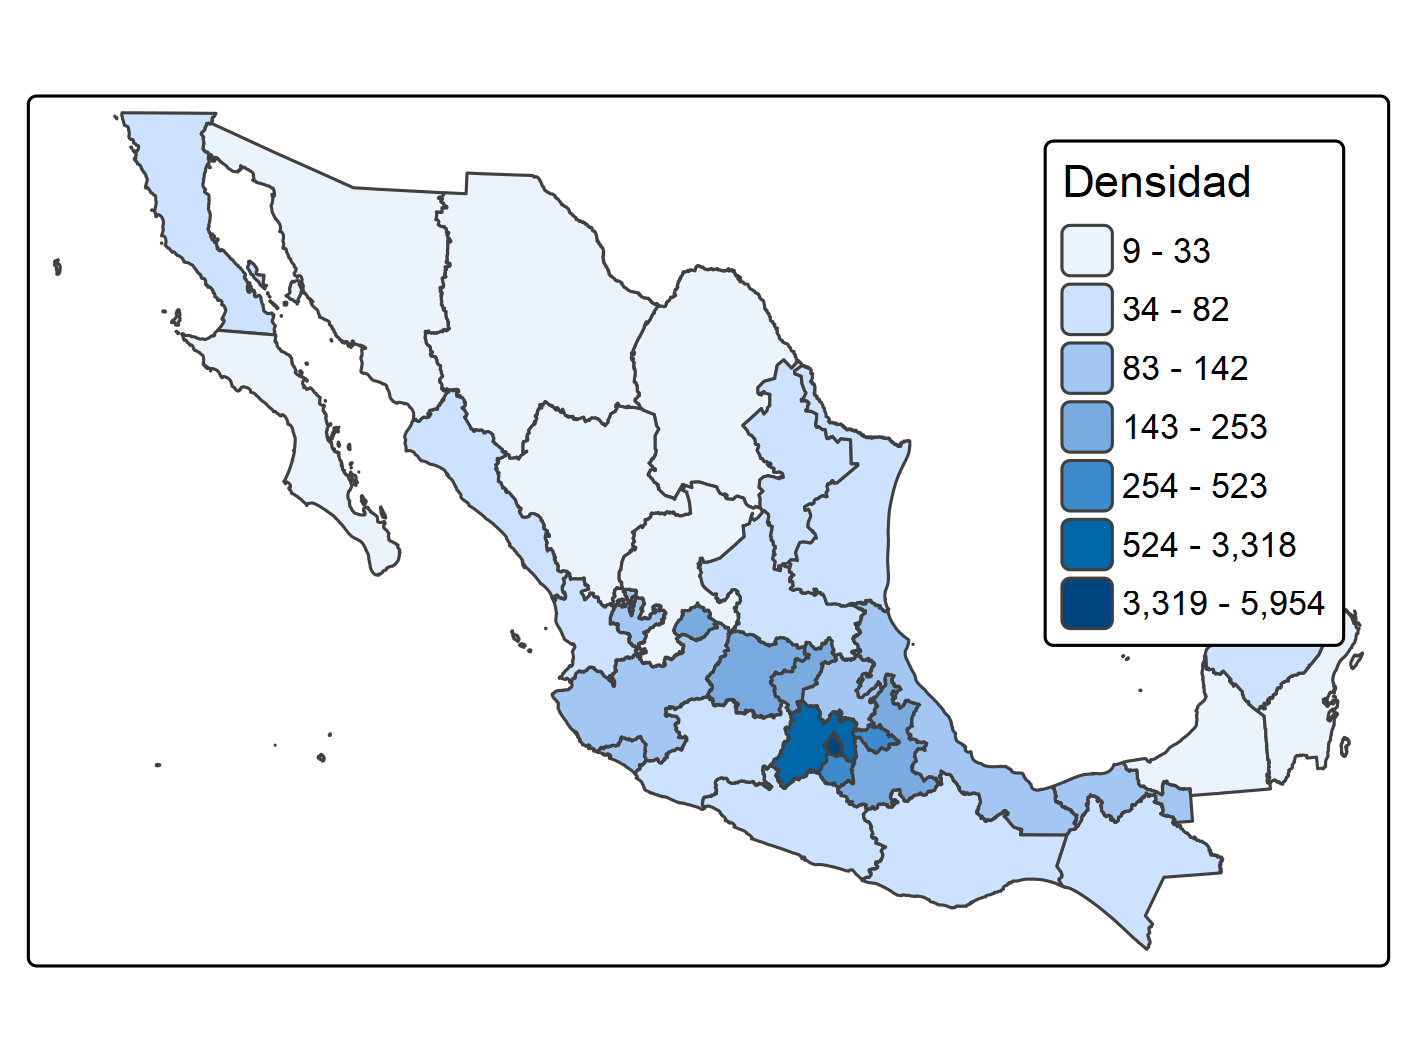 Densidad
9 - 33
34 - 82
83 - 142
143 - 253
254 - 523
524 - 3,318
3,319 - 5,954